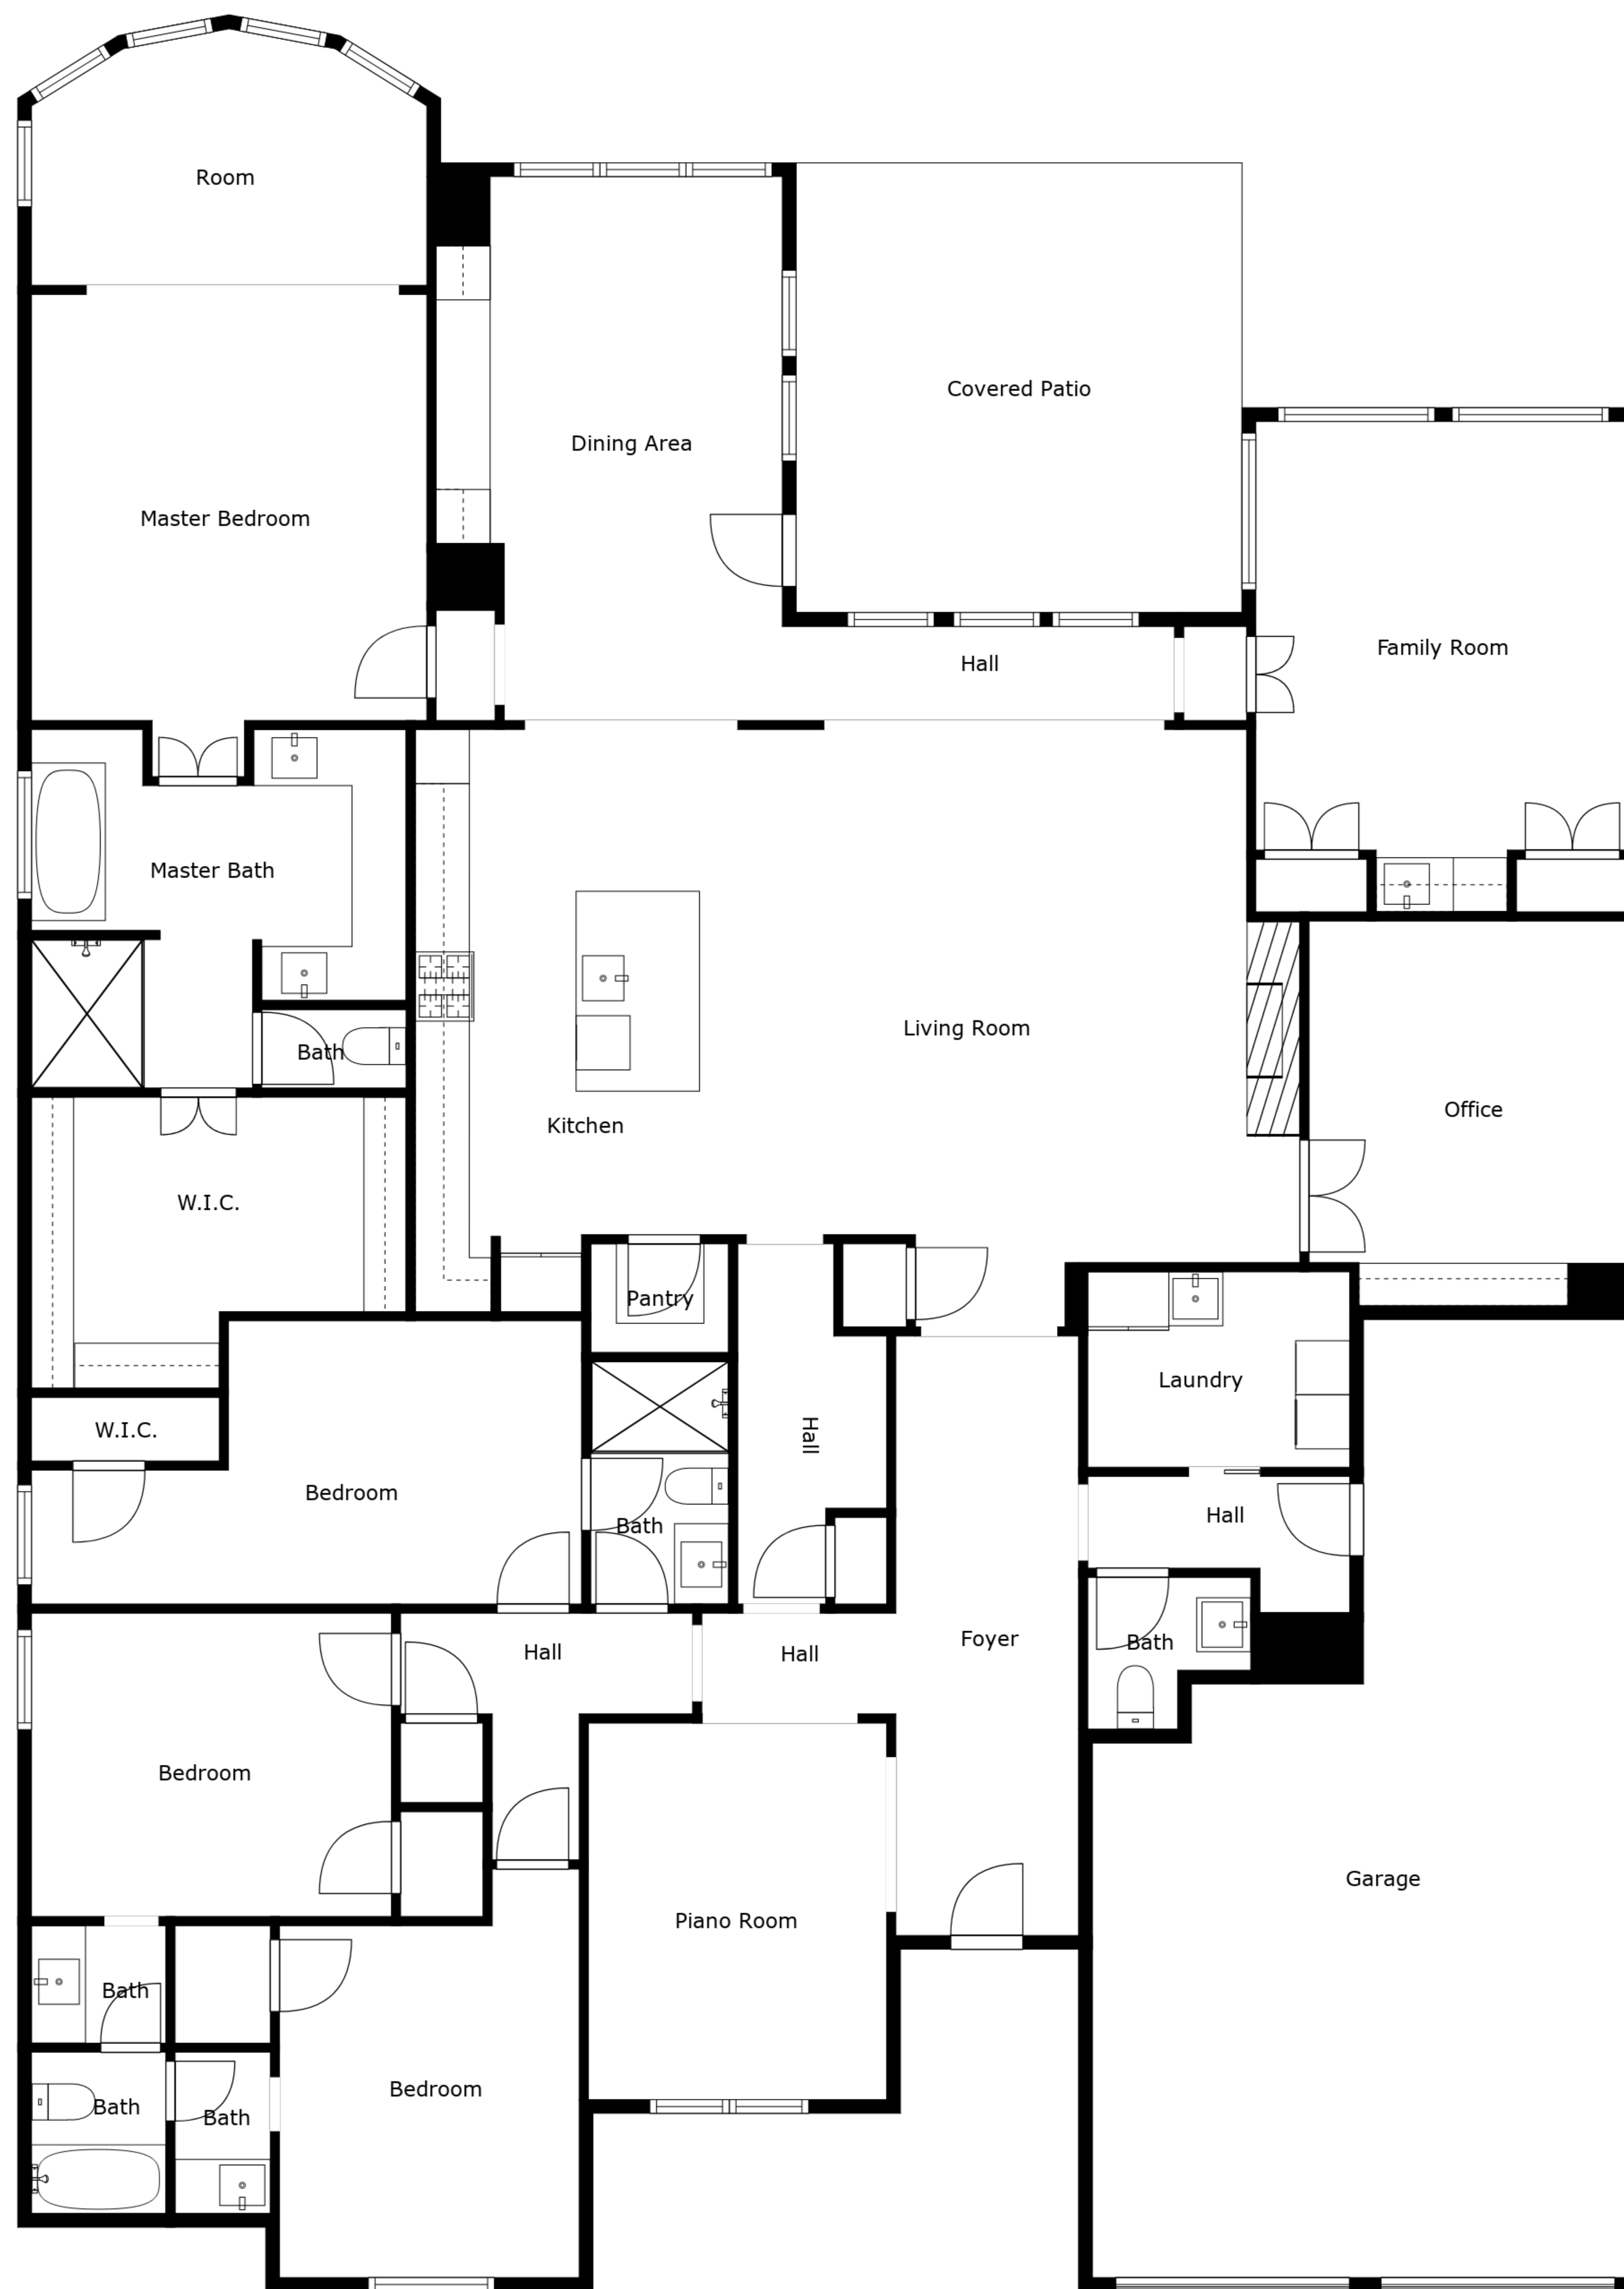 Room
Covered Patio
Dining Area
Master Bedroom
Family Room
Hall
Master Bath
Living Room
Bath
Office
Kitchen
W.I.C.
Pantry
Laundry
W.I.C.
Hall
Bedroom
Hall
Bath
Foyer
Bath
Hall
Hall
Bedroom
Garage
Piano Room
Bath
Bedroom
Bath
Bath